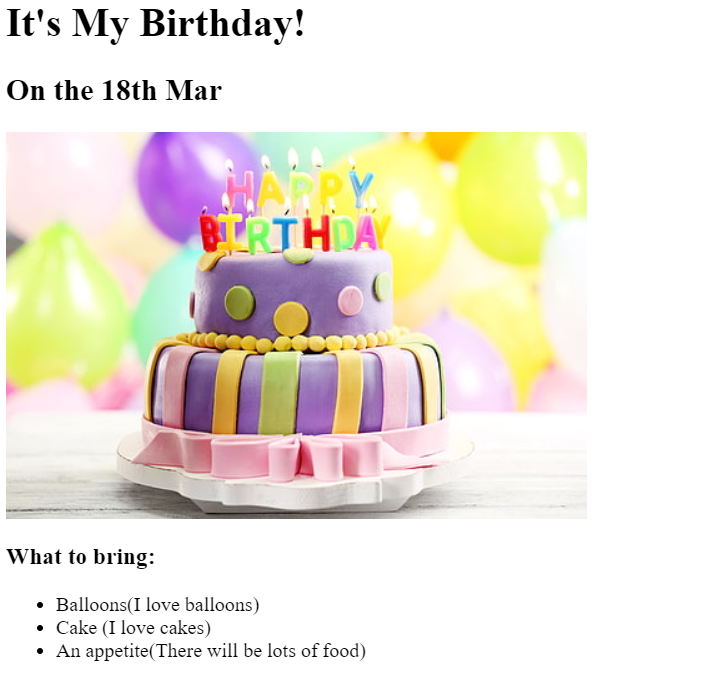 It's My Birthday!
On the 18th Mar
HAPPY
BIRTHDAY
What to bring:
Balloons(I love balloons)
Cake (I love cakes)
An appetite(There will be lots of food)